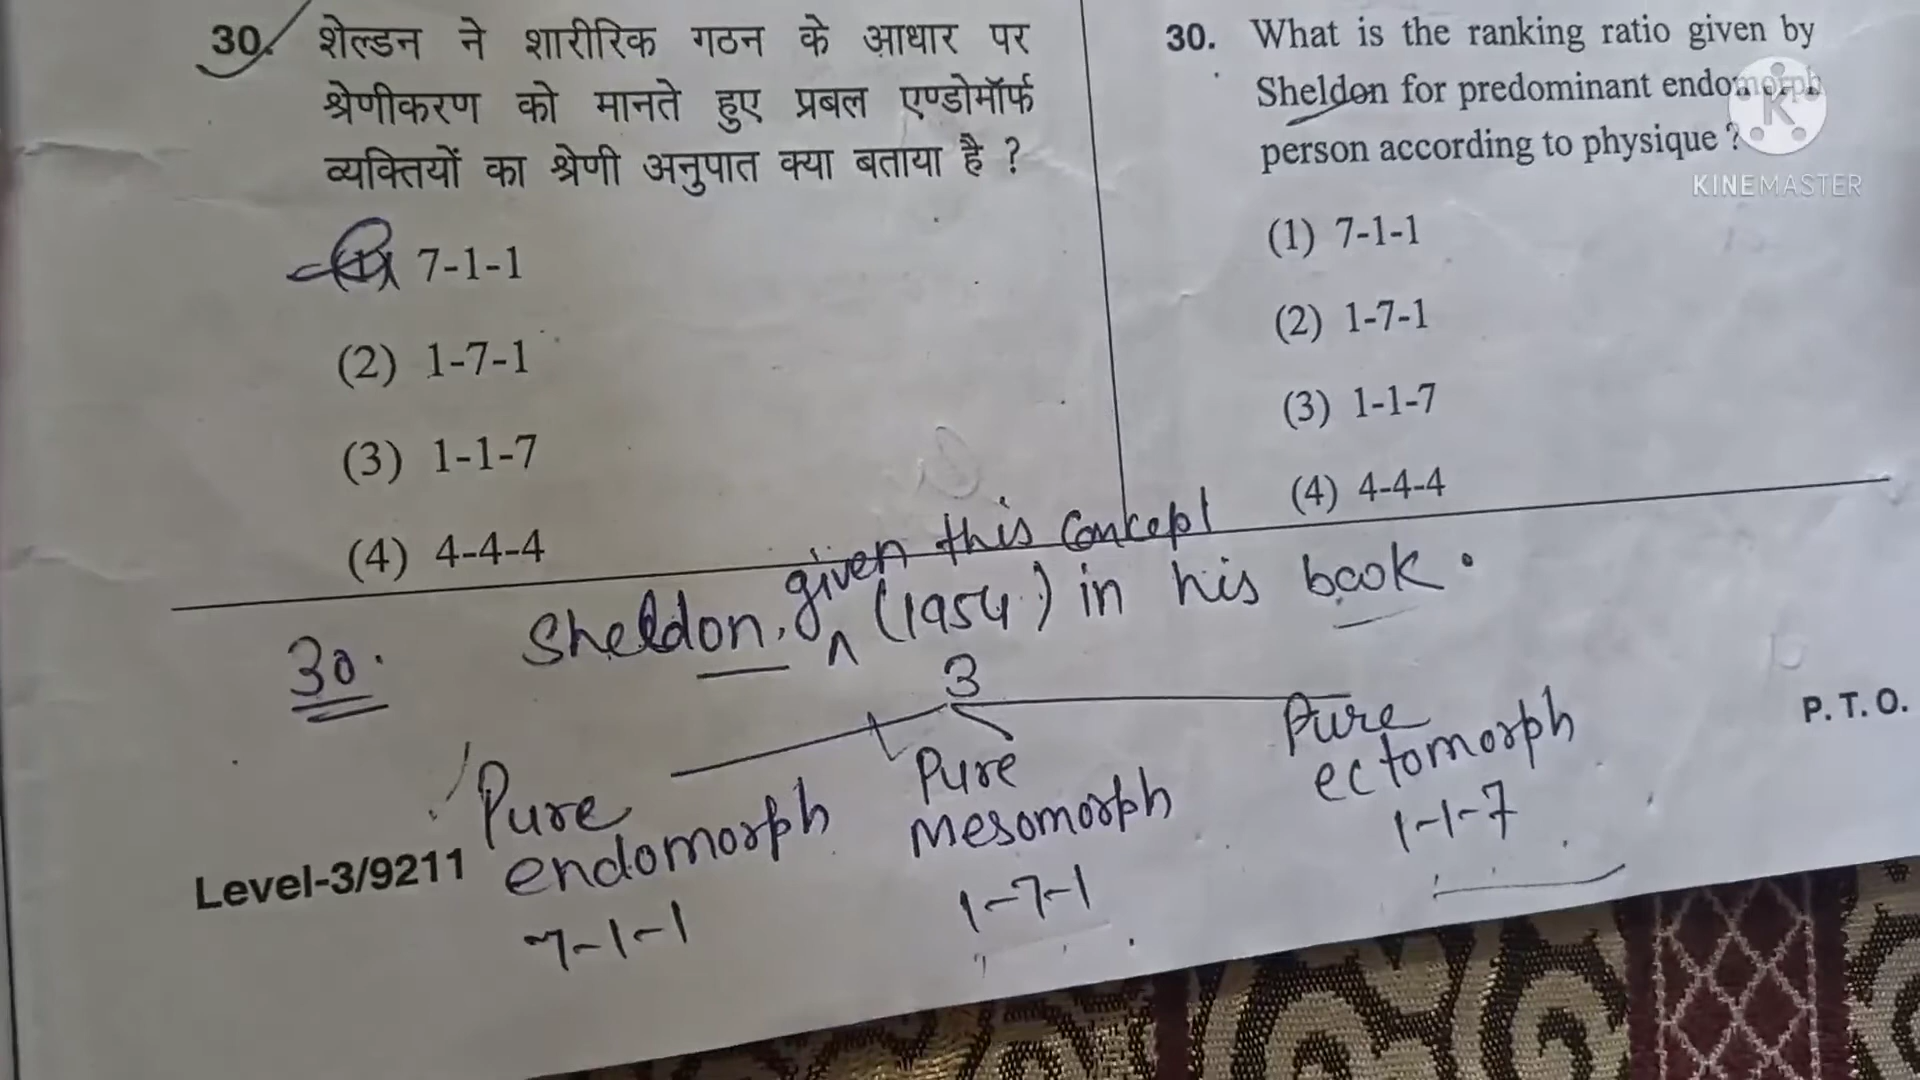 30. शेल्डन ने शारीरिक गठन के आधार पर
श्रेणीकरण को मानते हुए प्रबल एण्डोमॉर्फ
व्यक्तियों का श्रेणी अनुपात क्या बताया है ?
(1) 7-1-1
(2) 1-7-1
(3) 1-1-7
(4) 4-4-4
30. What is the ranking ratio given by
Sheldon for predominant endomorph
person according to physique ?
(1) 7-1-1
(2) 1-7-1
(3) 1-1-7
(4) 4-4-4
K
KINEMASTER
given this concept
30. Sheldon, ^ (1954) in his book.
3
Pure
endomorph
7-1-1
Pure
mesomorph
1-7-1
Pure
ectomorph
1-1-7
P. T. O.
Level-3/9211